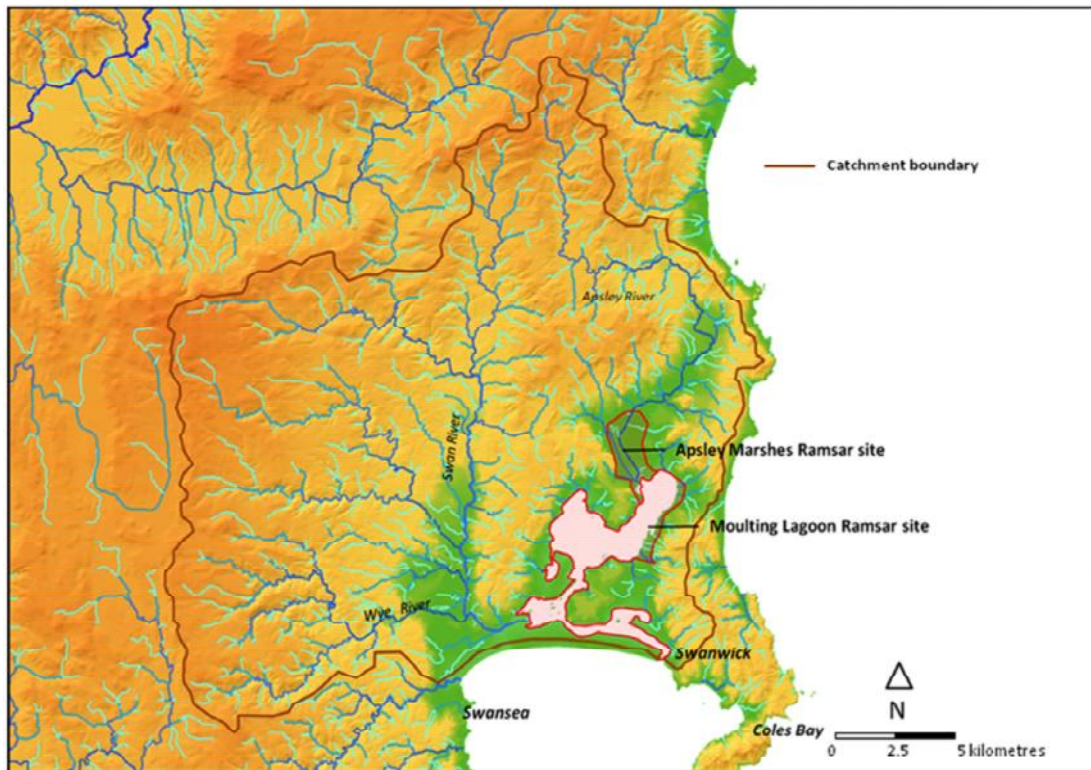 Catchment boundary
Apsley River
Swan River
Apsley Marshes Ramsar site
Moulting Lagoon Ramsar site
Wye River
Swanwick
Swansea
N
Coles Bay
0 2.5 5 kilometres